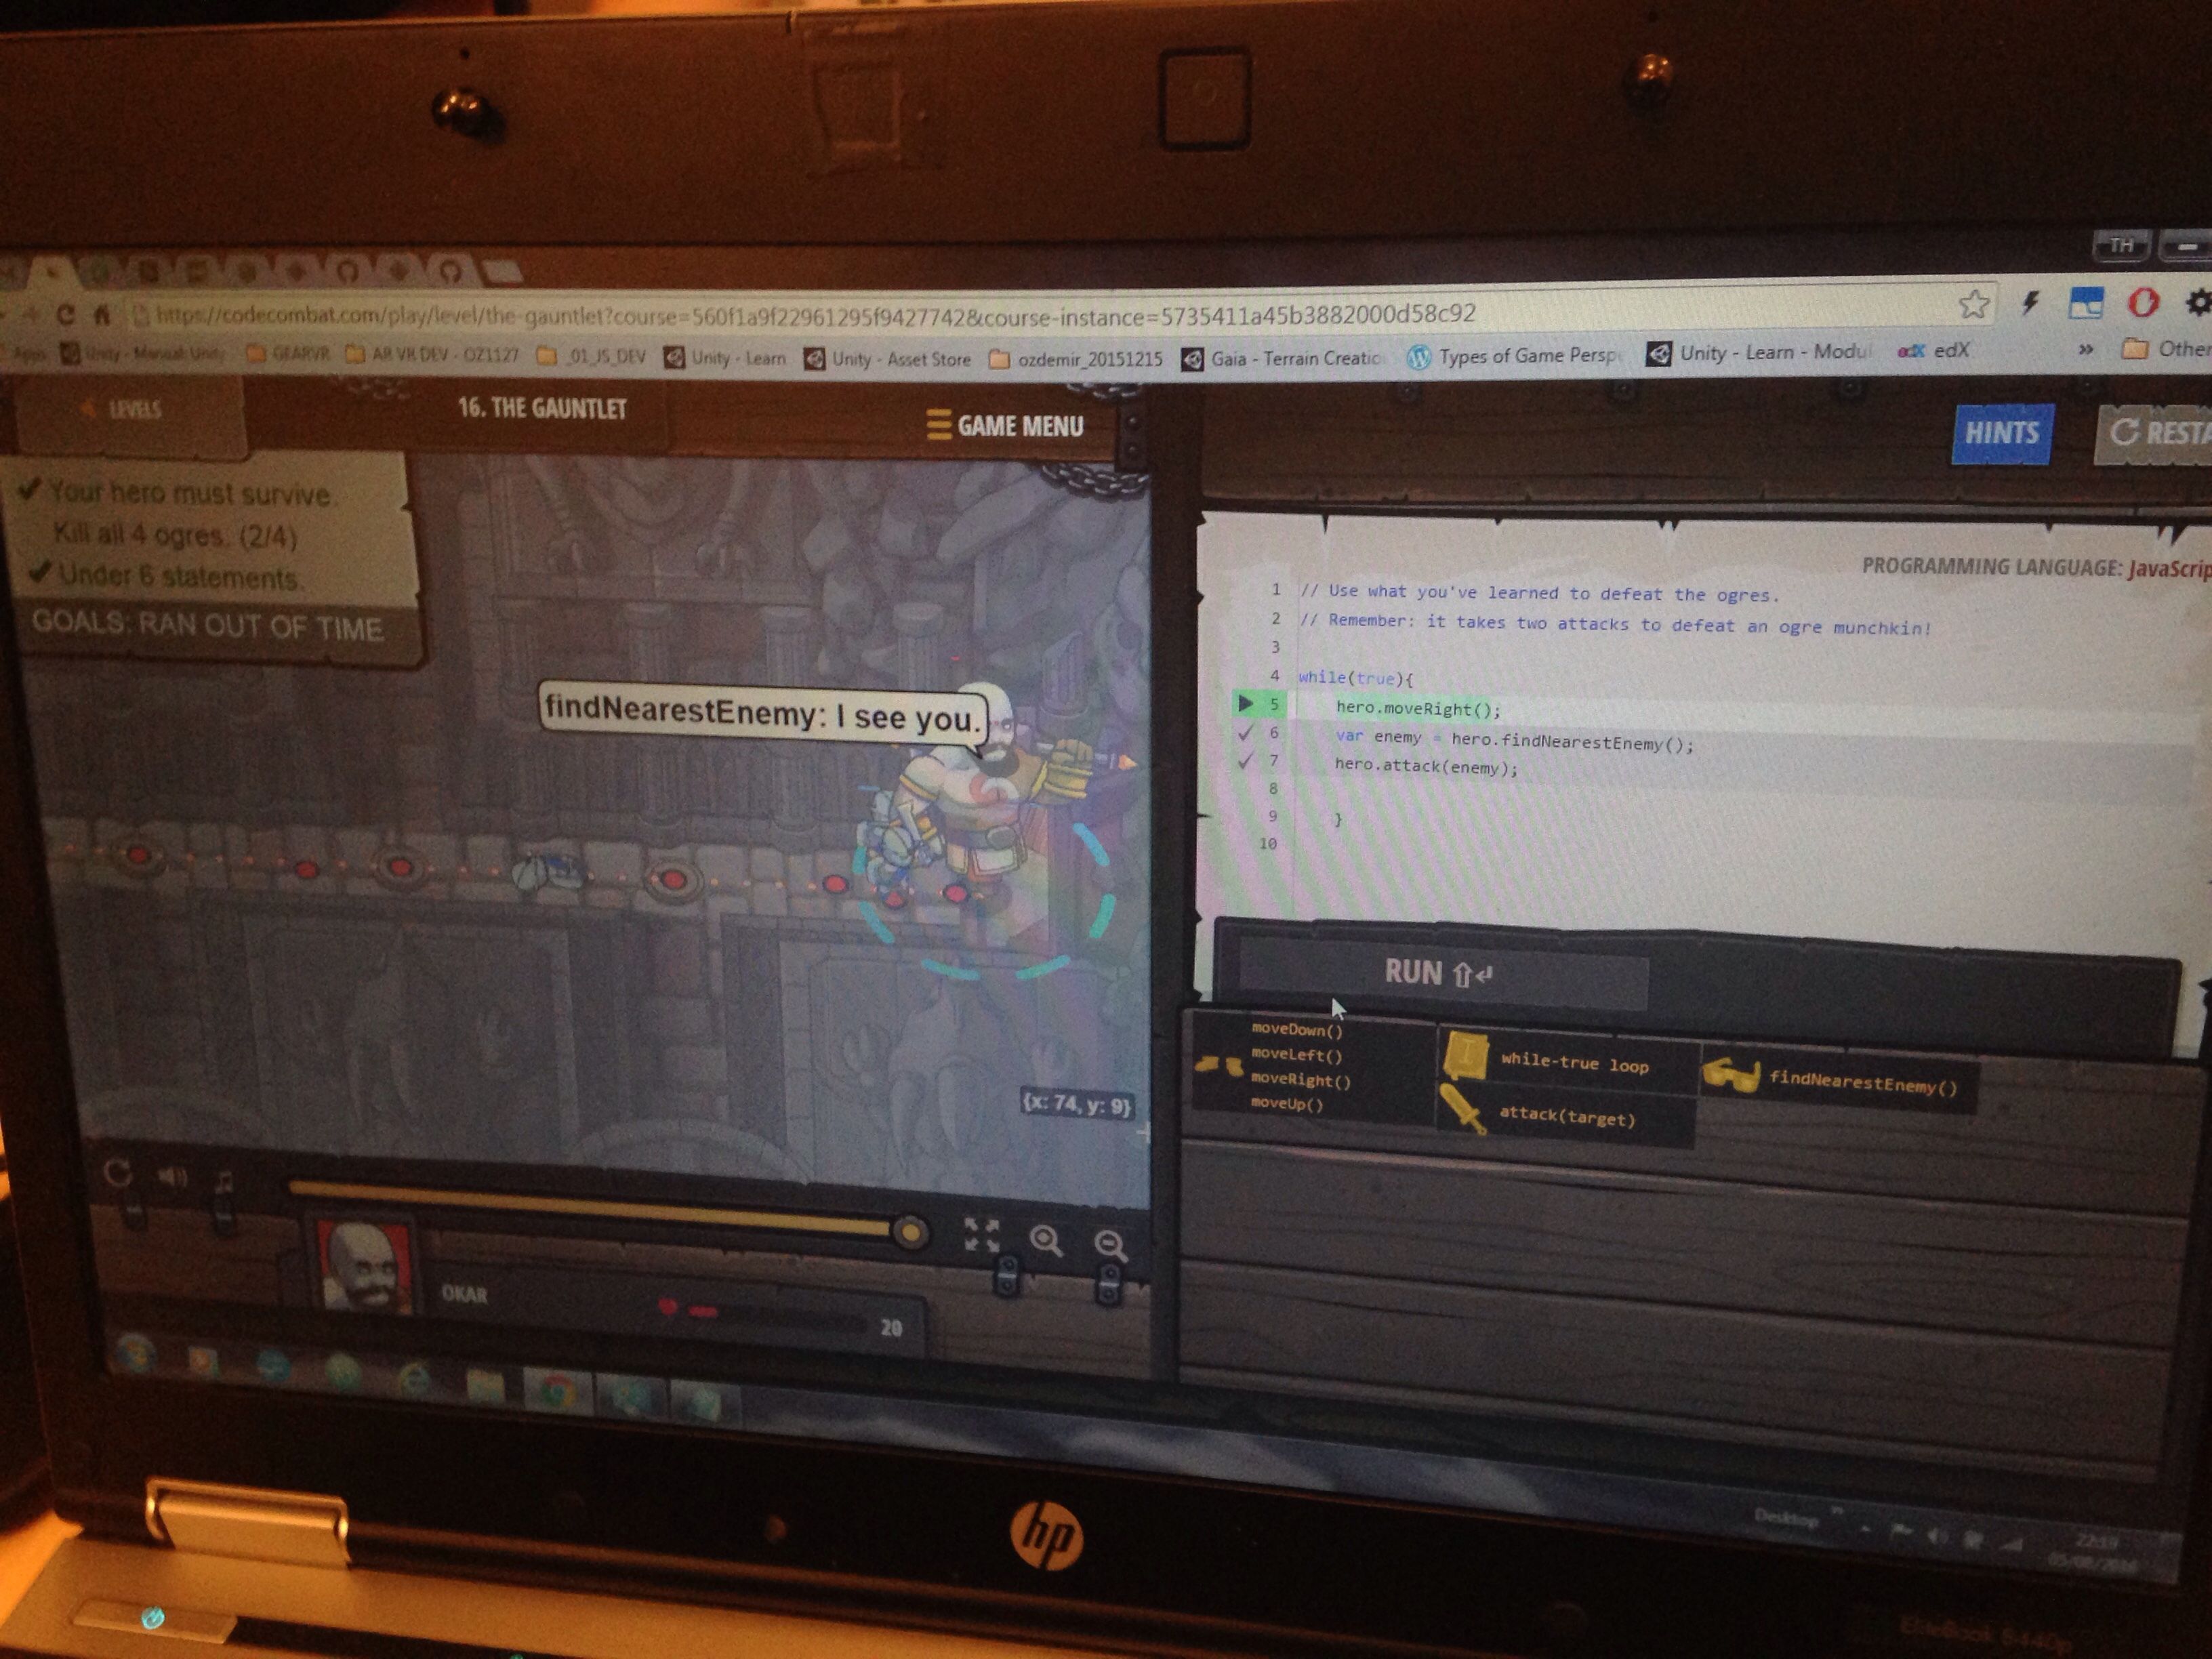 TH
https://codecombat.com/play/level/the-gauntlet?course=560f1a9f22961295f9427742&course-instance=5735411a45b3882000d58c92
Apps Unity - Manual: Unity GEARVR AR VR DEV - OZ1127 _01_JS_DEV Unity - Learn Unity - Asset Store ozdemir_20151215 Gaia - Terrain Creatio Types of Game Persp Unity - Learn - Modul edX edX » Other
LEVELS
16. THE GAUNTLET
GAME MENU
HINTS
RESTA
Your hero must survive.
Kill all 4 ogres. (2/4)
Under 6 statements.
GOALS: RAN OUT OF TIME
findNearestEnemy: I see you.
{x: 74, y: 9}
OKAR
20
PROGRAMMING LANGUAGE: JavaScrip
1 // Use what you've learned to defeat the ogres.
2 // Remember: it takes two attacks to defeat an ogre munchkin!
3
4 while(true){
5 hero.moveRight();
6 var enemy = hero.findNearestEnemy();
7 hero.attack(enemy);
8
9 }
10
RUN
moveDown()
moveLeft()
moveRight()
moveUp()
while-true loop
attack(target)
findNearestEnemy()
Desktop
22:19
hp
EliteBook 8440p